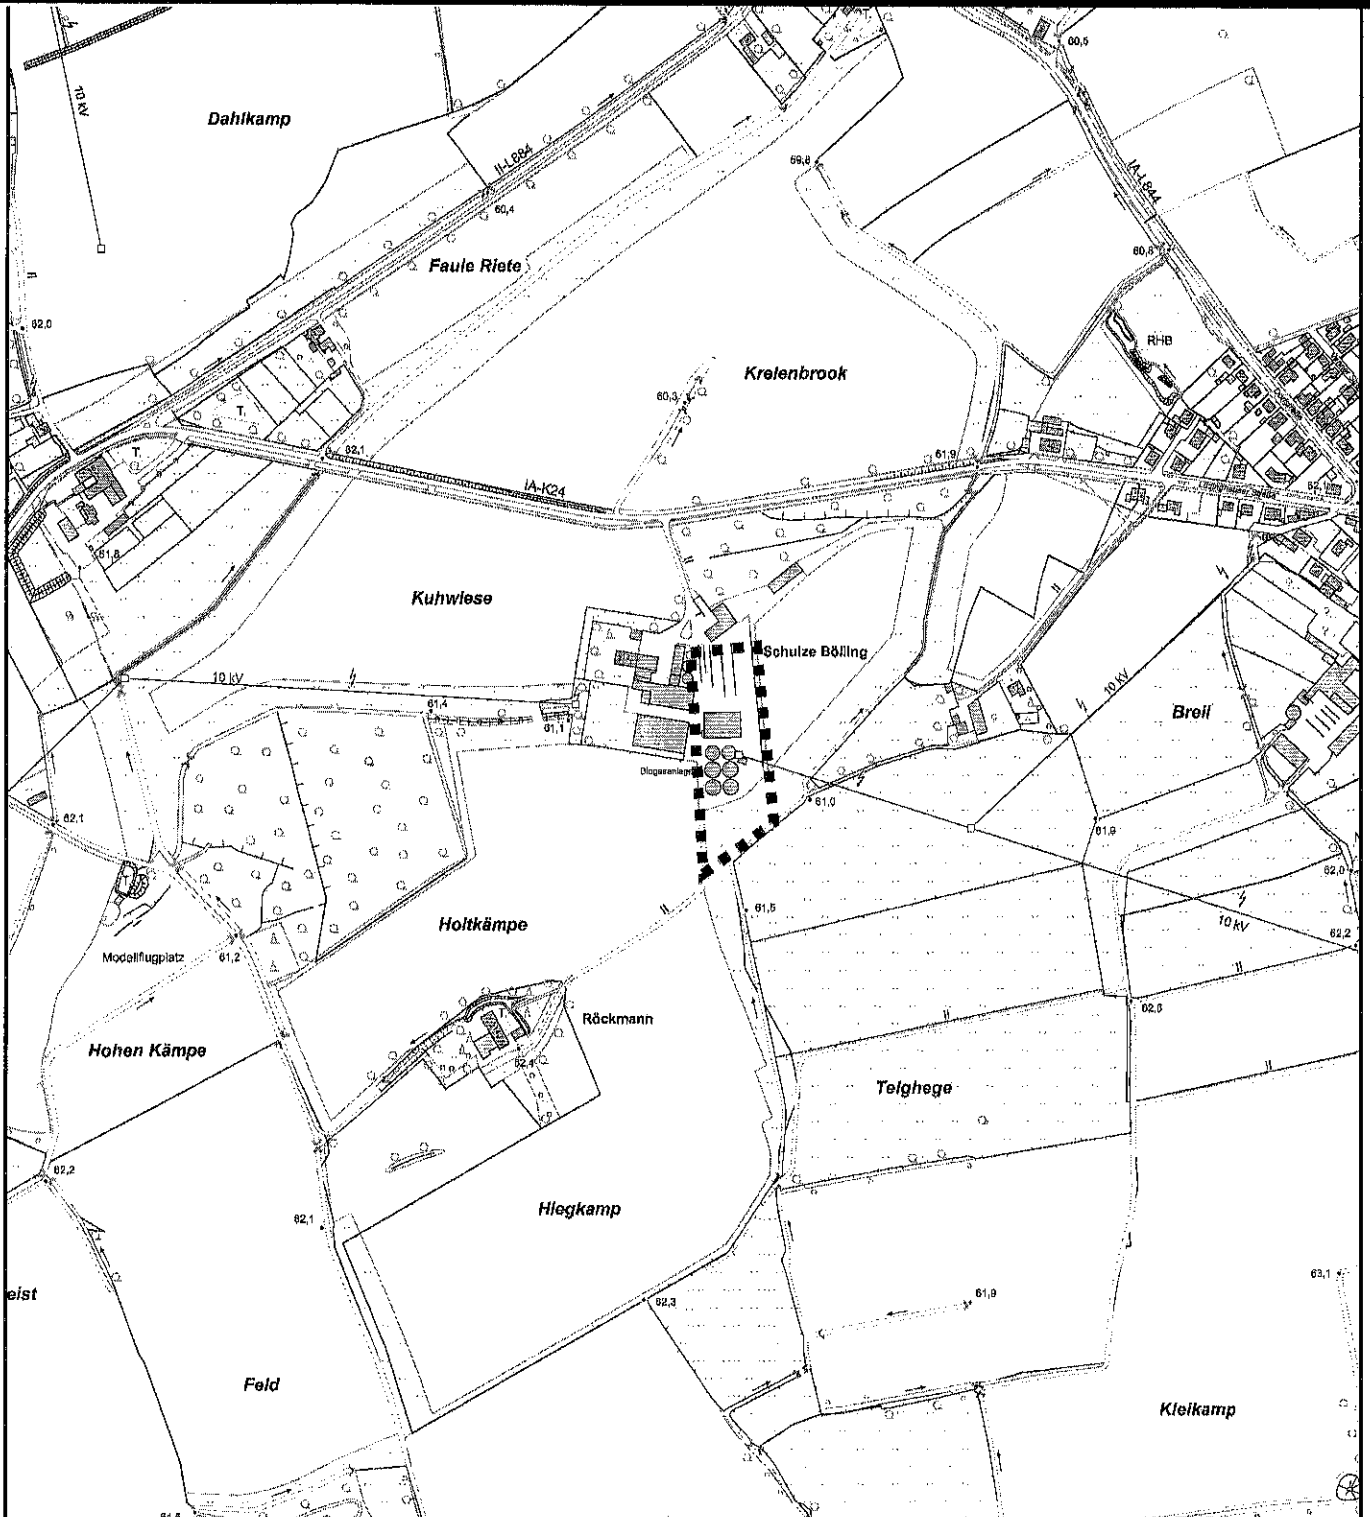 60,5
10 kV
Dahlkamp
II-L884
59,8
IA-L844
60,4
60,8
Faule Riete
62,0
RHB
Krelenbrook
60,3
T.
62,1
61,9
T.
IA-K24
62,1
61,8
Kuhwiese
T.
Schulze Bölling
10 kV
10 kV
61,4
Breil
61,1
Biogasanlage
61,0
62,1
61,9
62,0
61,5
Holtkämpe
10 kV
62,2
Modellflugplatz
61,2
62,5
T.
Röckmann
Hohen Kämpe
62,4
Telghege
62,2
Hiegkamp
62,1
63,1
eist
61,9
62,3
Feld
Kleikamp